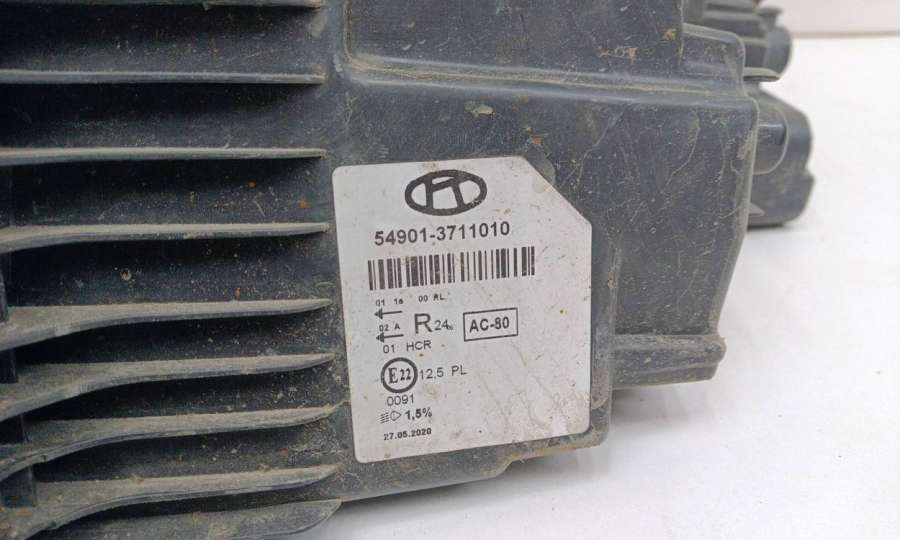 54901-3711010
01 1a 00 RL
02 A R 24% AC-80
01 HCR
E22 12,5 PL
0091
1,5%
27.05.2020